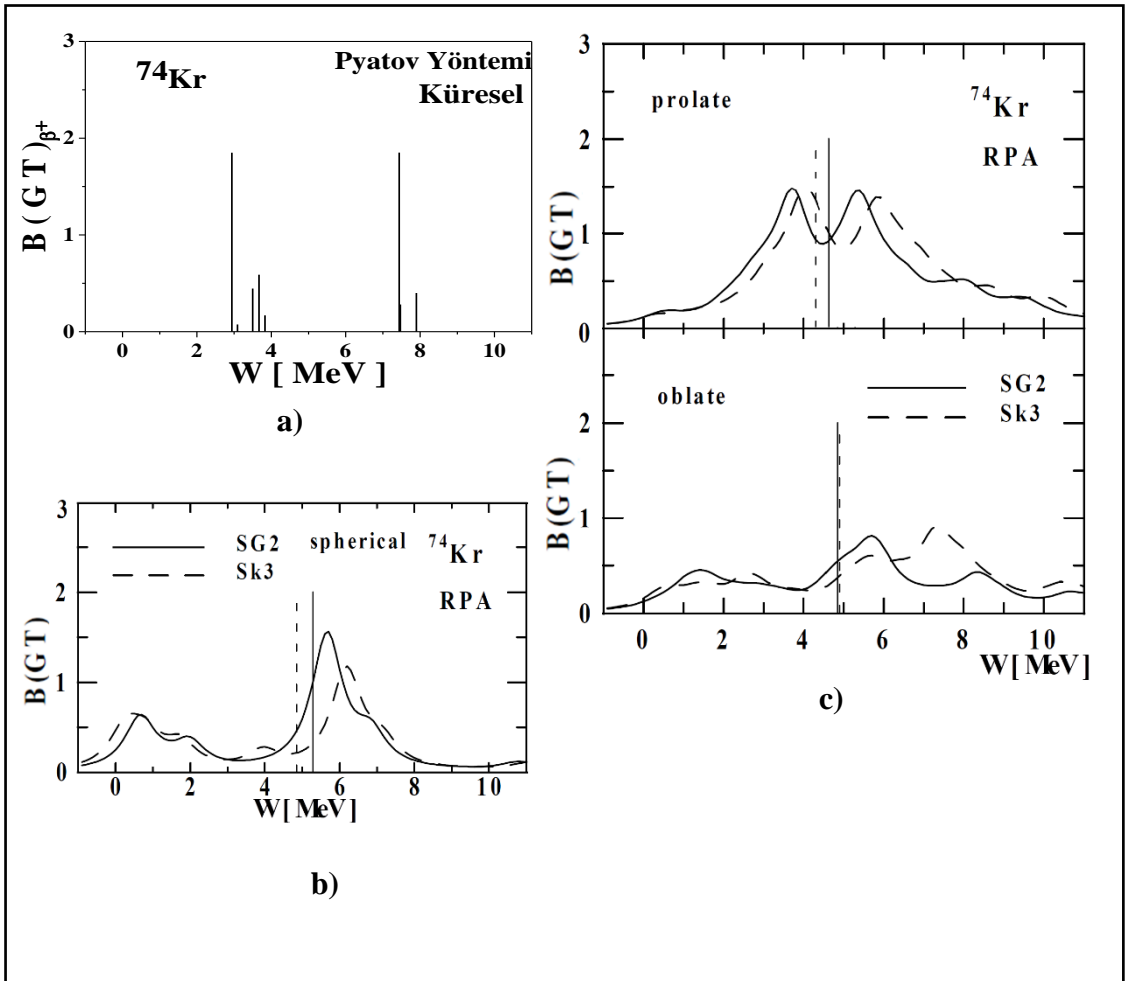 3
⁷⁴Kr
Pyatov Yöntemi
Küresel
2
B ( G T )β+
1
0
0 2 4 6 8 10
W [ MeV ]
a)
3
SG2 spherical ⁷⁴Kr
Sk3
RPA
2
B(GT)
1
0
0 2 4 6 8 10
W[ MeV]
b)
3
prolate ⁷⁴Kr
RPA
2
B(GT)
1
0
oblate SG2
Sk3
2
B(GT)
1
0
0 2 4 6 8 10
W[ MeV]
c)